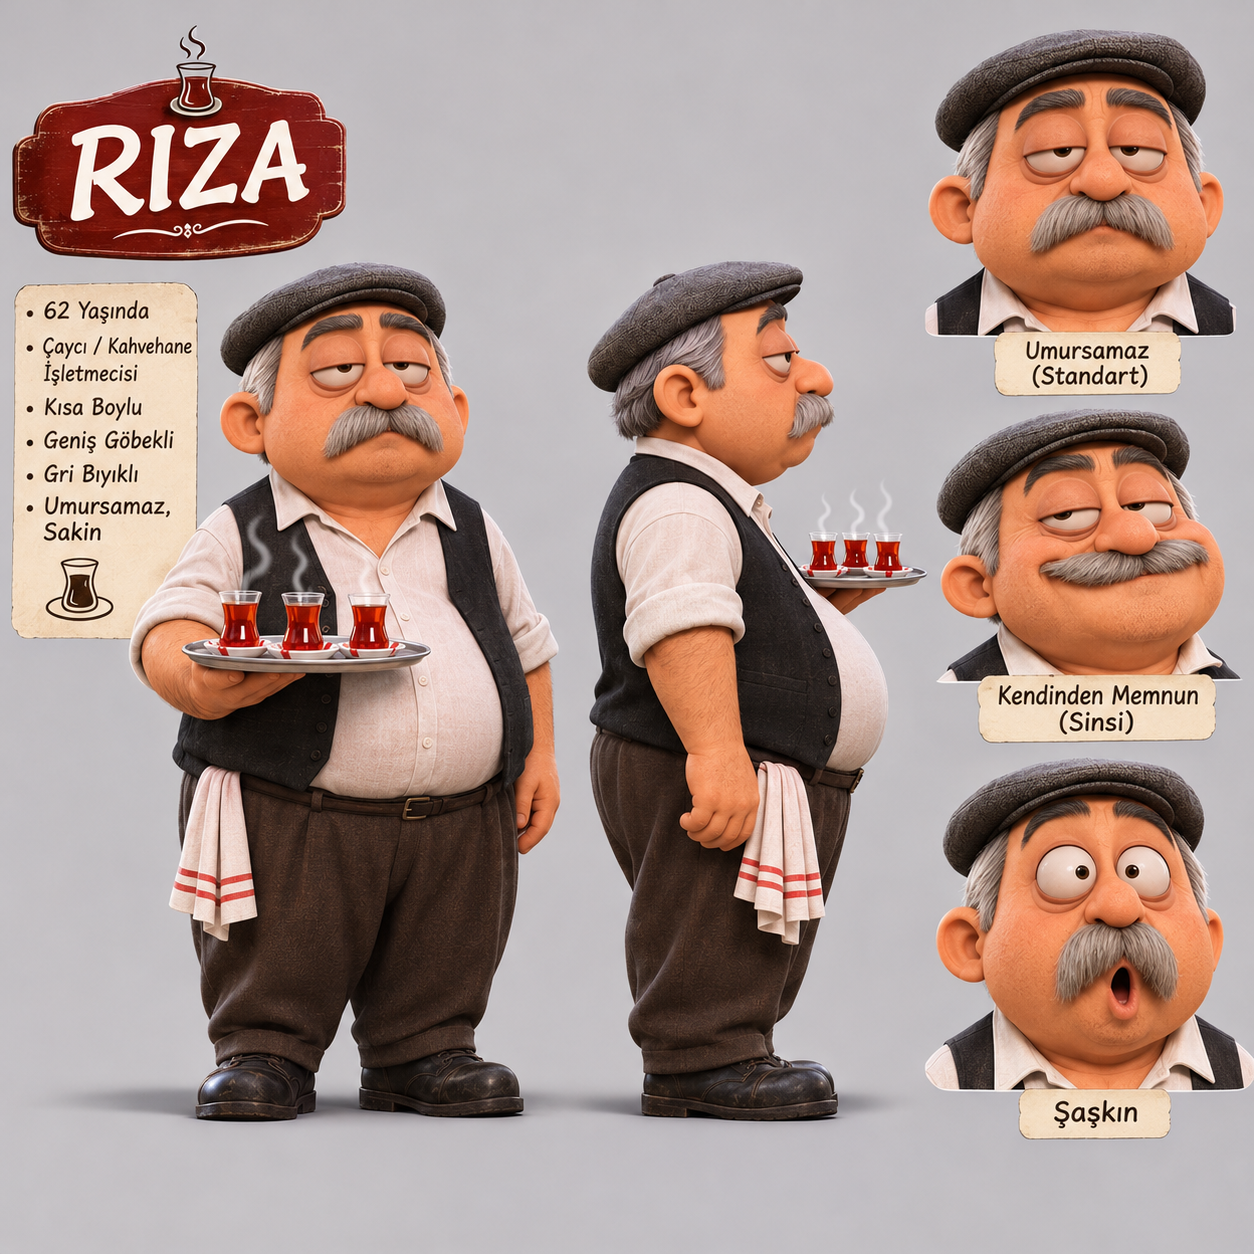 RIZA
• 62 Yaşında
• Çaycı / Kahvehane
İşletmecisi
• Kısa Boylu
• Geniş Göbekli
• Gri Bıyıklı
• Umursamaz,
Sakin
Umursamaz
(Standart)
Kendinden Memnun
(Sinsi)
Şaşkın